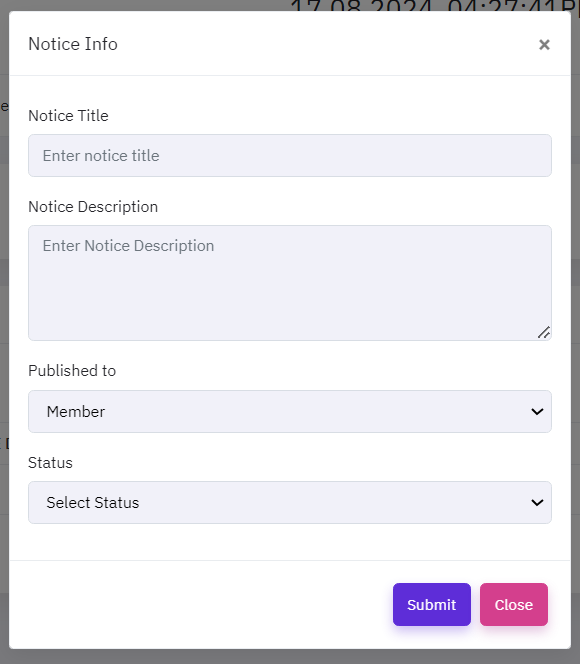 17.08.2024 04:27:41P
Notice Info
×
Notice Title
Enter notice title
Notice Description
Enter Notice Description
Published to
Member
Status
Select Status
Submit Close